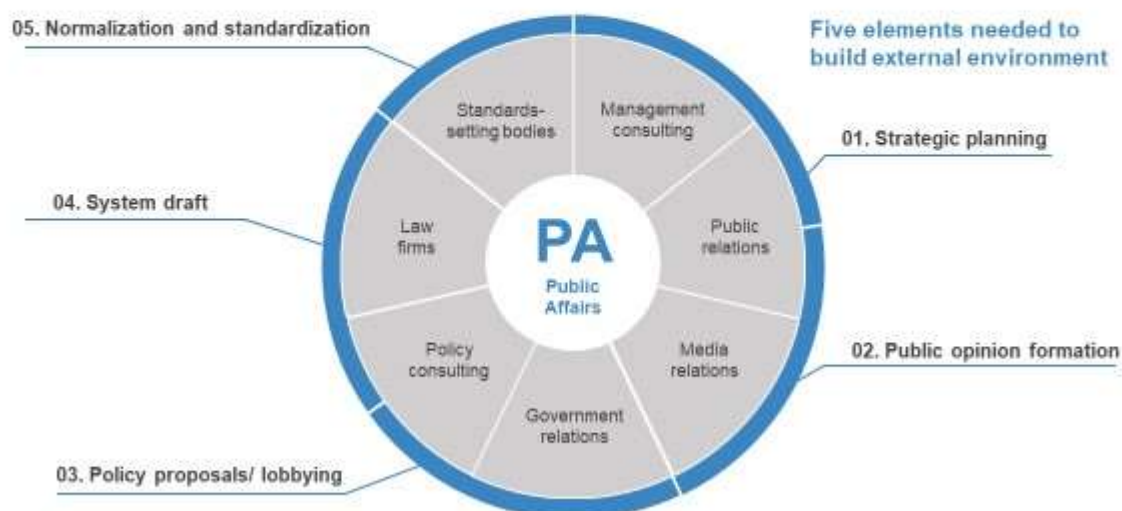 Five elements needed to
build external environment
01. Strategic planning
02. Public opinion formation
03. Policy proposals/ lobbying
04. System draft
05. Normalization and standardization
Management
consulting
Public
relations
Media
relations
Government
relations
Policy
consulting
Law
firms
Standards-
setting bodies
PA
Public
Affairs